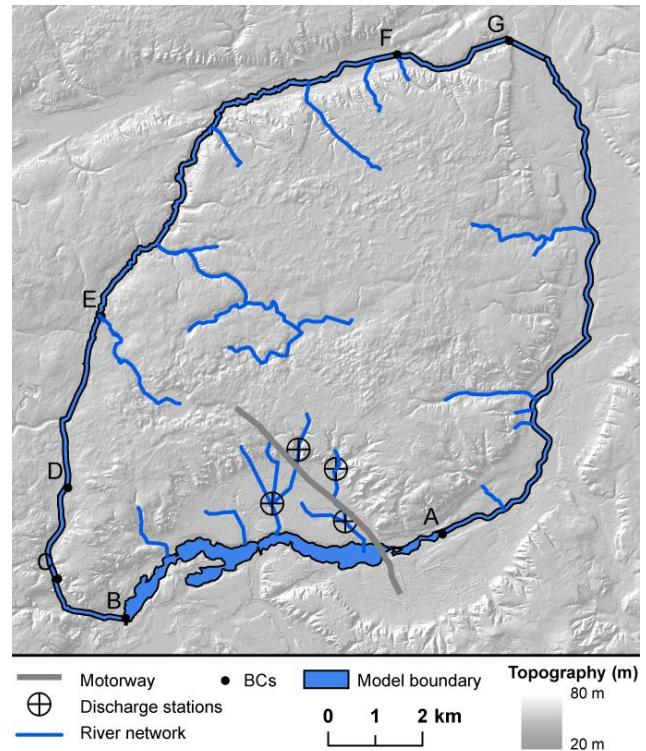 F
G
E
D
A
C
B
Motorway
BCs
Model boundary
Topography (m)
Discharge stations
80 m
River network
0 1 2 km
20 m